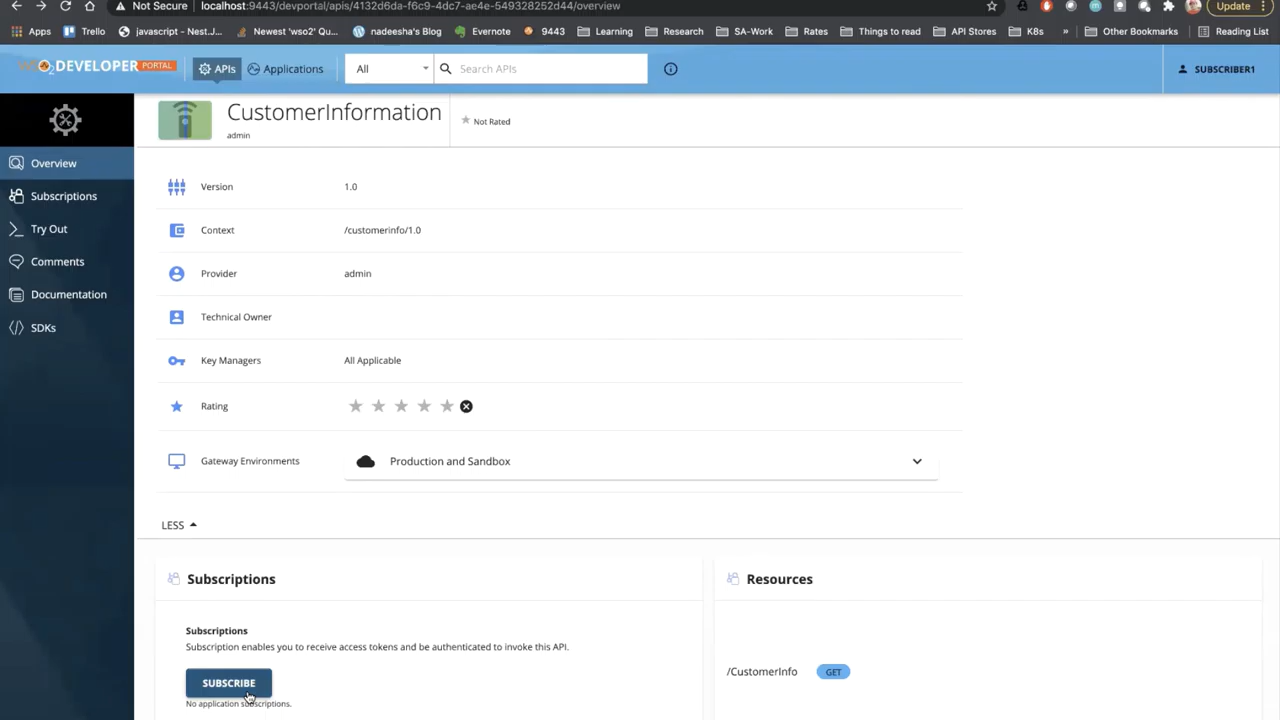 Not Secure localhost:9443/devportal/apis/4132d6da-f6c9-4dc7-ae4e-549328252d44/overview Update
Apps Trello javascript - Nest.J... Newest 'wso2' Qu... nadeesha's Blog Evernote 9443 Learning Research SA-Work Rates Things to read API Stores K8s » Other Bookmarks Reading List
WSO2 DEVELOPER PORTAL APIs Applications All Search APIs SUBSCRIBER1
CustomerInformation
admin
Not Rated
Overview
Subscriptions
Try Out
Comments
Documentation
SDKs
Version 1.0
Context /customerinfo/1.0
Provider admin
Technical Owner
Key Managers All Applicable
Rating
Gateway Environments Production and Sandbox
LESS
Subscriptions
Subscriptions
Subscription enables you to receive access tokens and be authenticated to invoke this API.
SUBSCRIBE
No application subscriptions.
Resources
/CustomerInfo GET